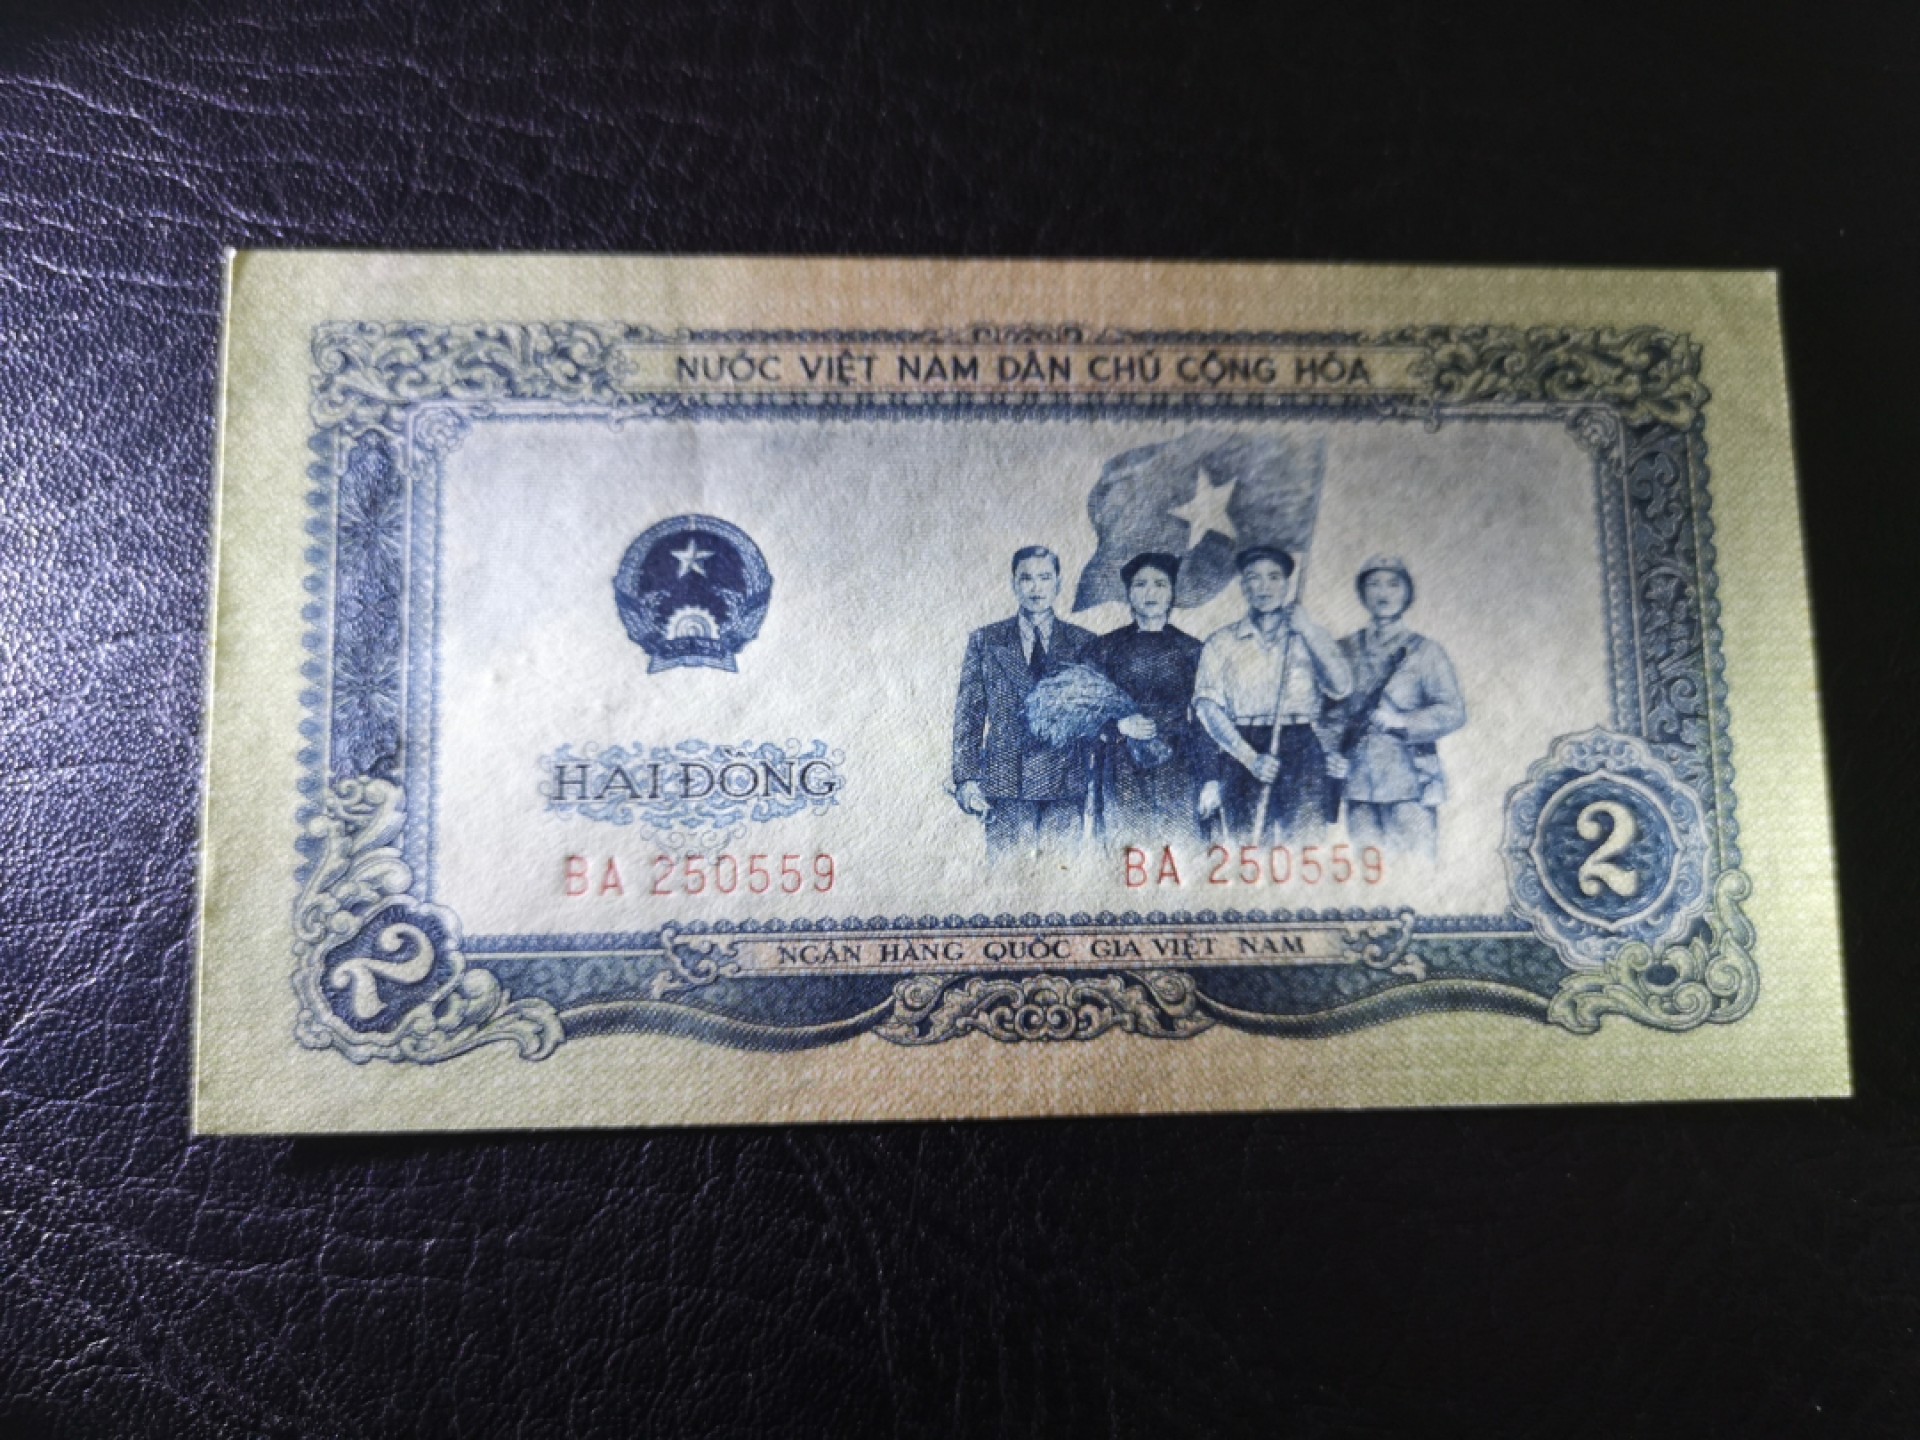 NƯỚC VIỆT NAM DÂN CHỦ CỘNG HÒA
HAI ĐỒNG
BA 250559
BA 250559
2
2
NGÂN HÀNG QUỐC GIA VIỆT NAM